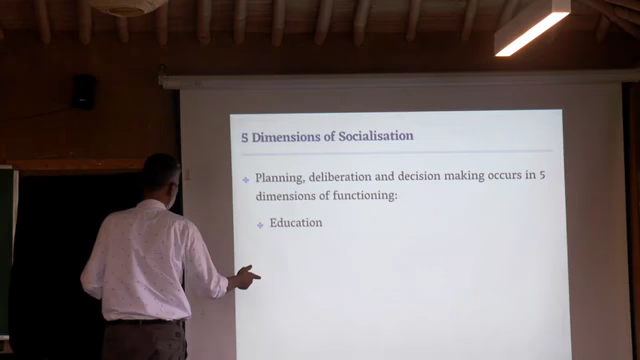 5 Dimensions of Socialisation
Planning, deliberation and decision making occurs in 5
dimensions of functioning:
Education